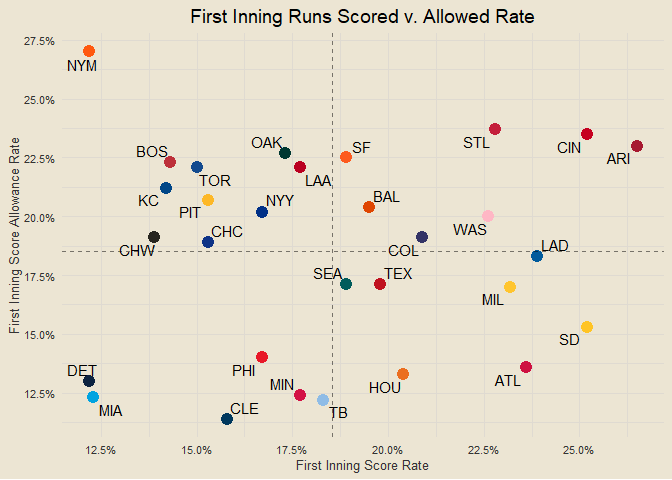 First Inning Runs Scored v. Allowed Rate
27.5%
NYM
25.0%
STL
CIN
ARI
BOS
OAK
SF
22.5%
TOR
LAA
KC
PIT
NYY
BAL
20.0%
WAS
CHW
CHC
COL
LAD
SEA
TEX
17.5%
MIL
SD
15.0%
DET
PHI
MIN
HOU
ATL
12.5%
MIA
CLE
TB
First Inning Score Allowance Rate
12.5%
15.0%
17.5%
20.0%
22.5%
25.0%
First Inning Score Rate